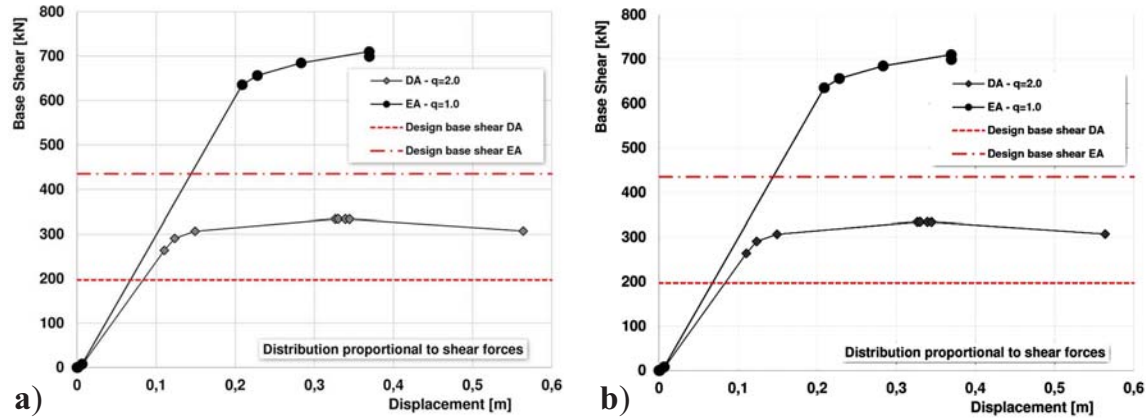 Base Shear [kN]
800
700
600
500
400
300
200
100
0
0
0,1
0,2
0,3
0,4
0,5
0,6
DA - q=2.0
EA - q=1.0
Design base shear DA
Design base shear EA
Distribution proportional to shear forces
Displacement [m]
a)
Base Shear [kN]
800
700
600
500
400
300
200
100
0
0
0,1
0,2
0,3
0,4
0,5
0,6
DA - q=2.0
EA - q=1.0
Design base shear DA
Design base shear EA
Distribution proportional to shear forces
Displacement [m]
b)